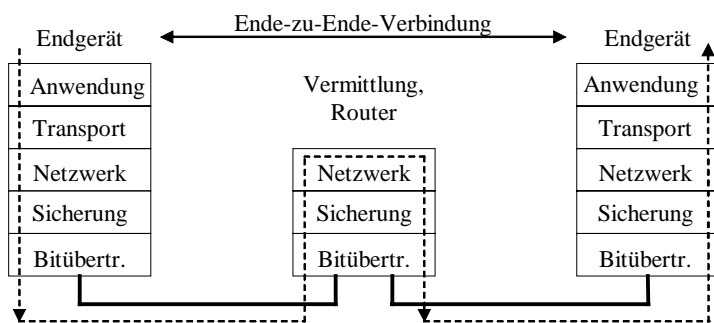 Ende-zu-Ende-Verbindung
Endgerät
Endgerät
Anwendung
Transport
Netzwerk
Sicherung
Bitübertr.
Vermittlung,
Router
Netzwerk
Sicherung
Bitübertr.
Anwendung
Transport
Netzwerk
Sicherung
Bitübertr.